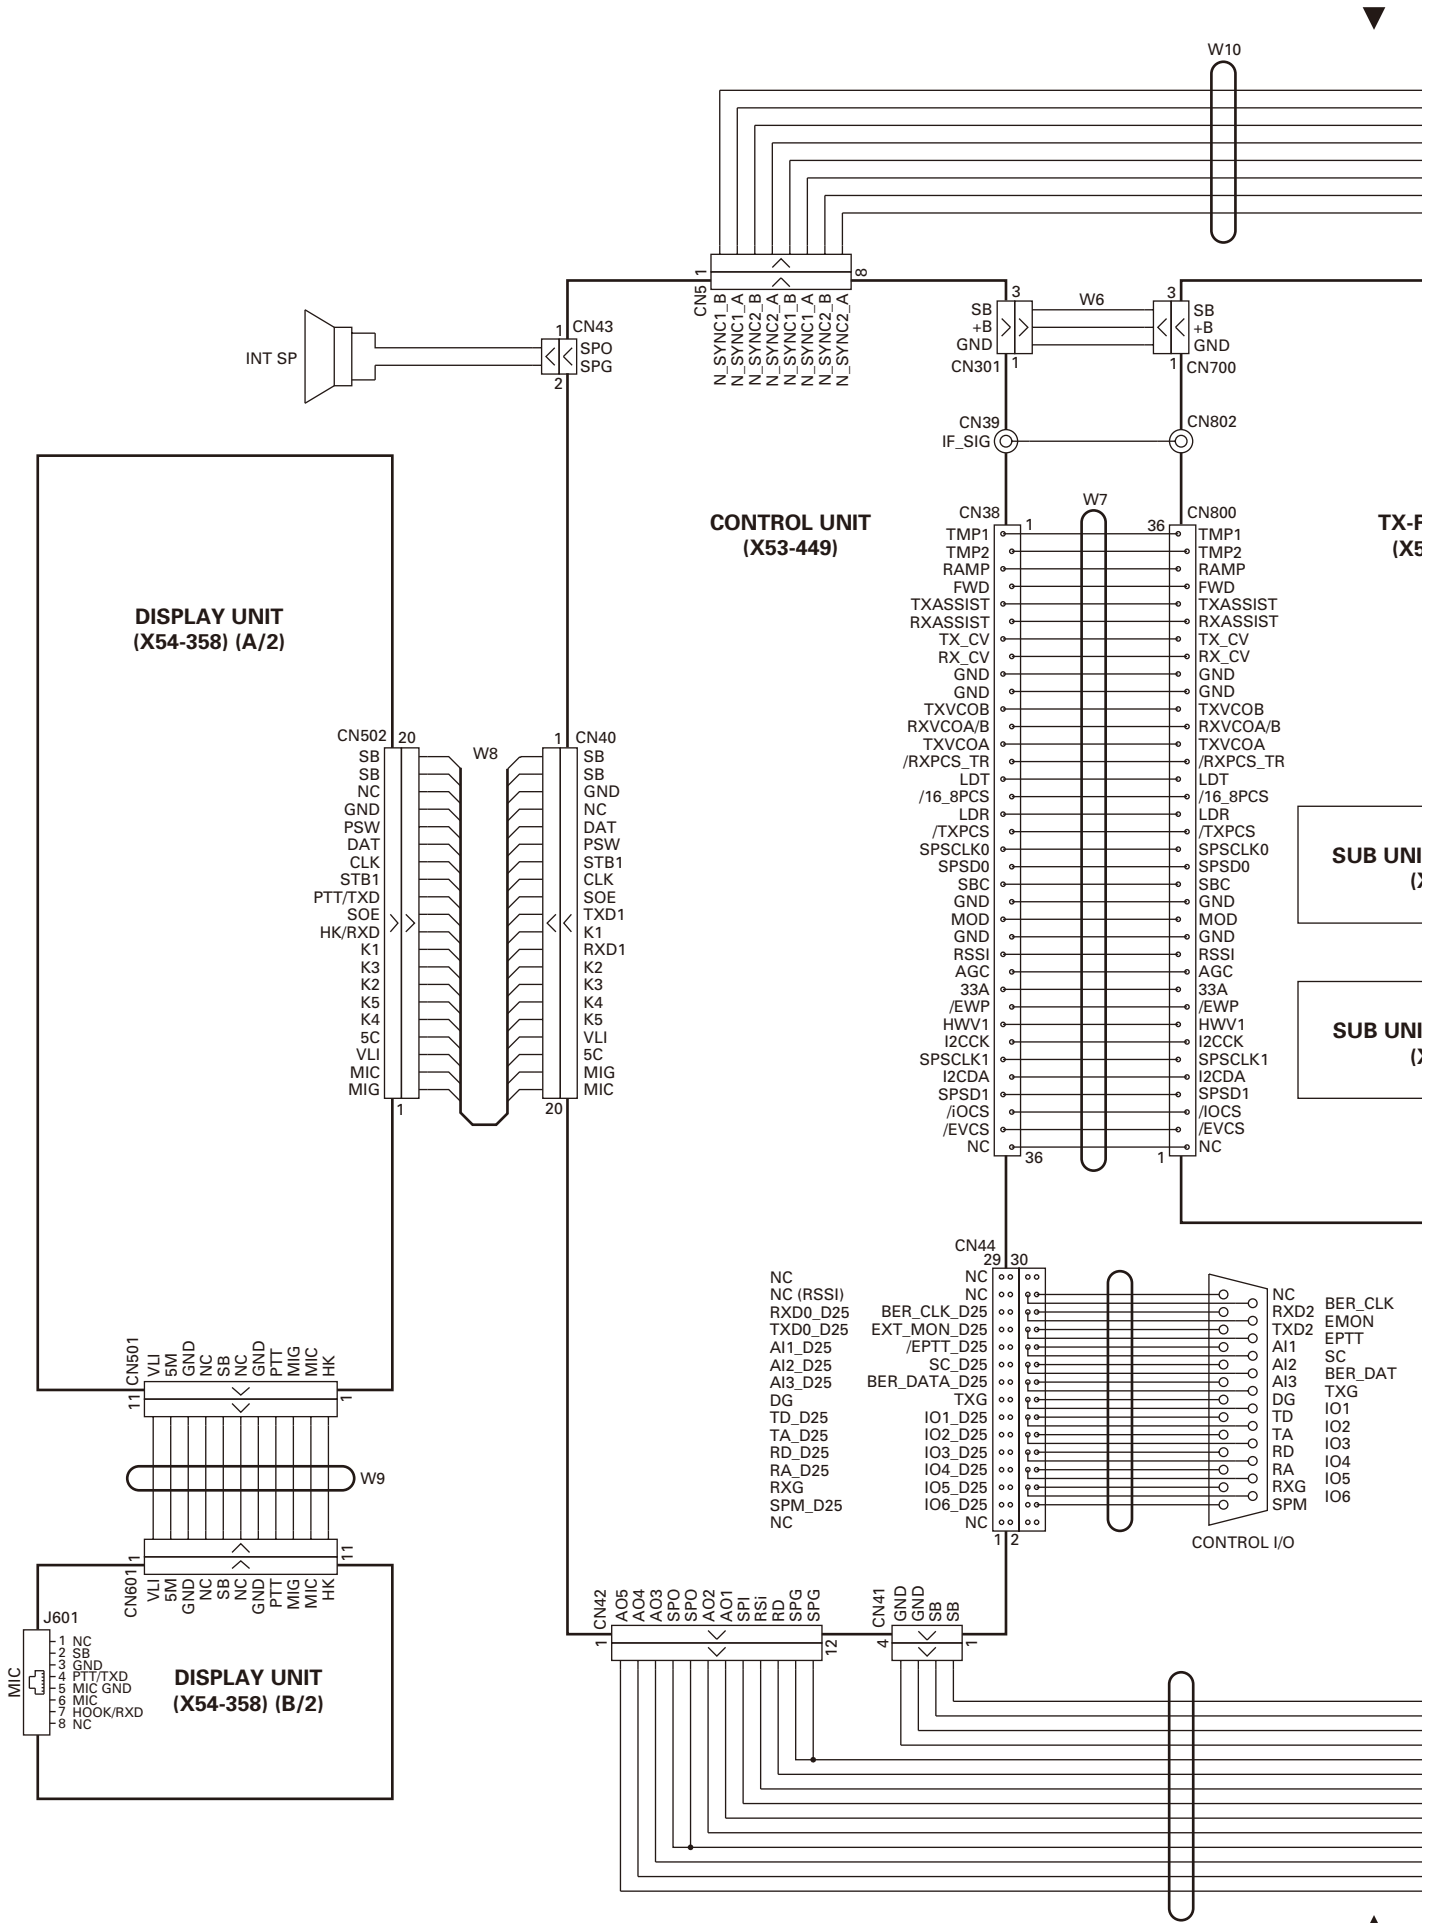 W10
1
8
CN5
N_SYNC1_B
N_SYNC1_A
N_SYNC2_B
N_SYNC2_A
N_SYNC1_B
N_SYNC1_A
N_SYNC2_B
N_SYNC2_A
INT SP
1
CN43
SPO
SPG
2
3
SB
+B
GND
CN301
1
W6
3
SB
+B
GND
1
CN700
CN39
IF_SIG
CN802
CONTROL UNIT
(X53-449)
TX-F
(X5
DISPLAY UNIT
(X54-358) (A/2)
CN38
1
W7
36
CN800
TMP1
TMP2
RAMP
FWD
TXASSIST
RXASSIST
TX_CV
RX_CV
GND
GND
TXVCOB
RXVCOA/B
TXVCOA
/RXPCS_TR
LDT
/16_8PCS
LDR
/TXPCS
SPSCLK0
SPSD0
SBC
GND
MOD
GND
RSSI
AGC
33A
/EWP
HWV1
I2CCK
SPSCLK1
I2CDA
SPSD1
/iOCS
/EVCS
NC
36
TMP1
TMP2
RAMP
FWD
TXASSIST
RXASSIST
TX_CV
RX_CV
GND
GND
TXVCOB
RXVCOA/B
TXVCOA
/RXPCS_TR
LDT
/16_8PCS
LDR
/TXPCS
SPSCLK0
SPSD0
SBC
GND
MOD
GND
RSSI
AGC
33A
/EWP
HWV1
I2CCK
SPSCLK1
I2CDA
SPSD1
/IOCS
/EVCS
NC
1
SUB UNI
(X
SUB UNI
(X
CN502
20
SB
SB
NC
GND
PSW
DAT
CLK
STB1
PTT/TXD
SOE
HK/RXD
K1
K3
K2
K5
K4
5C
VLI
MIC
MIG
1
W8
1
CN40
SB
SB
GND
NC
DAT
PSW
STB1
CLK
SOE
TXD1
K1
RXD1
K2
K3
K4
K5
VLI
5C
MIG
MIC
20
CN44
29 30
NC
NC (RSSI)
RXD0_D25
TXD0_D25
AI1_D25
AI2_D25
AI3_D25
DG
TD_D25
TA_D25
RD_D25
RA_D25
RXG
SPM_D25
NC
NC
NC
BER_CLK_D25
EXT_MON_D25
/EPTT_D25
SC_D25
BER_DATA_D25
TXG
IO1_D25
IO2_D25
IO3_D25
IO4_D25
IO5_D25
IO6_D25
NC
1 2
NC
RXD2
TXD2
AI1
AI2
AI3
DG
TD
TA
RD
RA
RXG
SPM
BER_CLK
EMON
EPTT
SC
BER_DAT
TXG
IO1
IO2
IO3
IO4
IO5
IO6
CONTROL I/O
CN501
11
VLI
5M
GND
NC
SB
NC
GND
PTT
MIG
MIC
HK
1
W9
CN601
1
11
VLI
5M
GND
NC
SB
NC
GND
PTT
MIG
MIC
HK
J601
MIC
1 NC
2 SB
3 GND
4 PTT/TXD
5 MIC GND
6 MIC
7 HOOK/RXD
8 NC
DISPLAY UNIT
(X54-358) (B/2)
CN42
1
AO5
AO4
AO3
SPO
SPO
AO2
AO1
SPI
RSi
RD
SPG
SPG
12
CN41
4
GND
GND
SB
SB
1